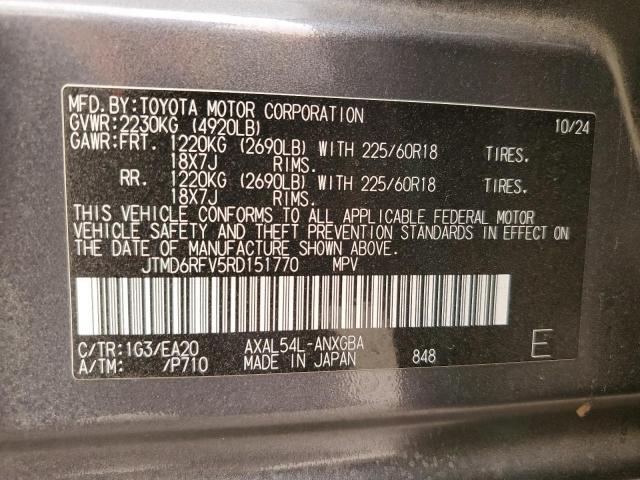 MFD.BY:TOYOTA MOTOR CORPORATION 10/24
GVWR:2230KG (4920LB)
GAWR:FRT. 1220KG (2690LB) WITH 225/60R18 TIRES.
18X7J RIMS.
RR. 1220KG (2690LB) WITH 225/60R18 TIRES.
18X7J RIMS.
THIS VEHICLE CONFORMS TO ALL APPLICABLE FEDERAL MOTOR
VEHICLE SAFETY AND THEFT PREVENTION STANDARDS IN EFFECT ON
THE DATE OF MANUFACTURE SHOWN ABOVE.
JTMD6RFV5RD151770 MPV
C/TR:1G3/EA20 AXAL54L-ANXGBA
A/TM: /P710 MADE IN JAPAN 848 E